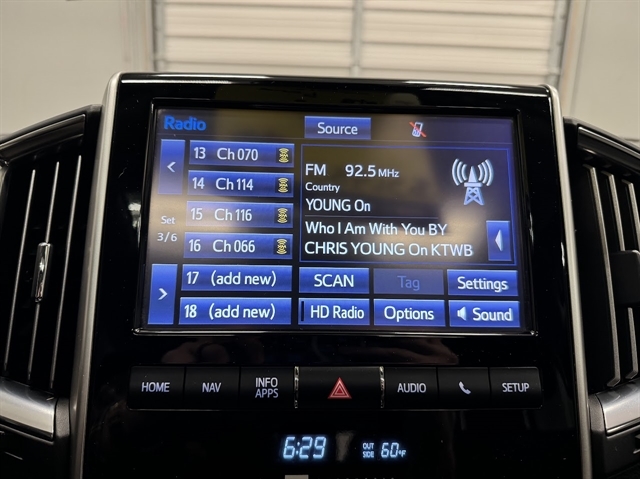 Radio
Source
13 Ch 070
14 Ch 114
15 Ch 116
16 Ch 066
17 (add new)
18 (add new)
Set
3/6
FM 92.5 MHz
Country
YOUNG On
Who I Am With You BY
CHRIS YOUNG On KTWB
SCAN
Tag
Settings
HD Radio
Options
Sound
HOME
NAV
INFO
APPS
AUDIO
SETUP
6:29
OUT
SIDE
60°F